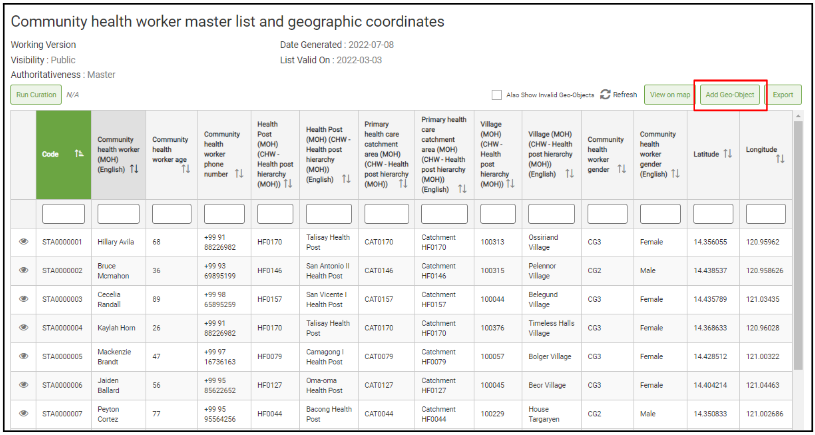 Community health worker master list and geographic coordinates
Working Version
Date Generated : 2022-07-08
Visibility : Public
List Valid On : 2022-03-03
Authoritativeness : Master
Run Curation N/A Also Show Invalid Geo-Objects Refresh View on map Add Geo-Object Export
Code
Community
health worker
(MOH)
(English)
Community
health
worker age
Community
health
worker
phone
number
Health
Post
(MOH)
(CHW -
Health post
hierarchy
(MOH))
Health Post
(MOH) (CHW -
Health post
hierarchy
(MOH))
(English)
Primary
health care
catchment
area (MOH)
(CHW - Health
post hierarchy
(MOH))
Primary health
care
catchment
area (MOH)
(CHW - Health
post hierarchy
(MOH))
(English)
Village
(MOH)
(CHW -
Health
post
hierarchy
(MOH))
Village (MOH)
(CHW - Health
post hierarchy
(MOH))
(English)
Community
health
worker
gender
Community
health worker
gender (MOH)
(English)
Latitude
Longitude
STA0000001 Hillary Avila 68 +99 91 88226982 HF0170 Talisay Health Post CAT0170 Catchment HF0170 100313 Ossiriand Village CG3 Female 14.356055 120.95962
STA0000002 Bruce Mcmahon 36 +99 93 69895199 HF0146 San Antonio II Health Post CAT0146 Catchment HF0146 100315 Pelennor Village CG2 Male 14.438537 120.958626
STA0000003 Cecelia Randall 89 +99 98 65895259 HF0157 San Vicente I Health Post CAT0157 Catchment HF0157 100044 Belegund Village CG3 Female 14.435789 121.03435
STA0000004 Kaylah Horn 26 +99 91 88226982 HF0170 Talisay Health Post CAT0170 Catchment HF0170 100376 Timeless Halls Village CG3 Female 14.368633 120.96028
STA0000005 Mackenzie Brandt 47 +99 97 16736163 HF0079 Camagong I Health Post CAT0079 Catchment HF0079 100057 Bolger Village CG3 Female 14.428512 121.00322
STA0000006 Jaiden Ballard 56 +99 95 85622652 HF0127 Oma-oma Health Post CAT0127 Catchment HF0127 100045 Beor Village CG3 Female 14.404214 121.04463
STA0000007 Peyton Cortez 77 +99 95 95564256 HF0044 Bacong Health Post CAT0044 Catchment HF0044 100229 House Targaryen CG2 Male 14.350833 121.002686